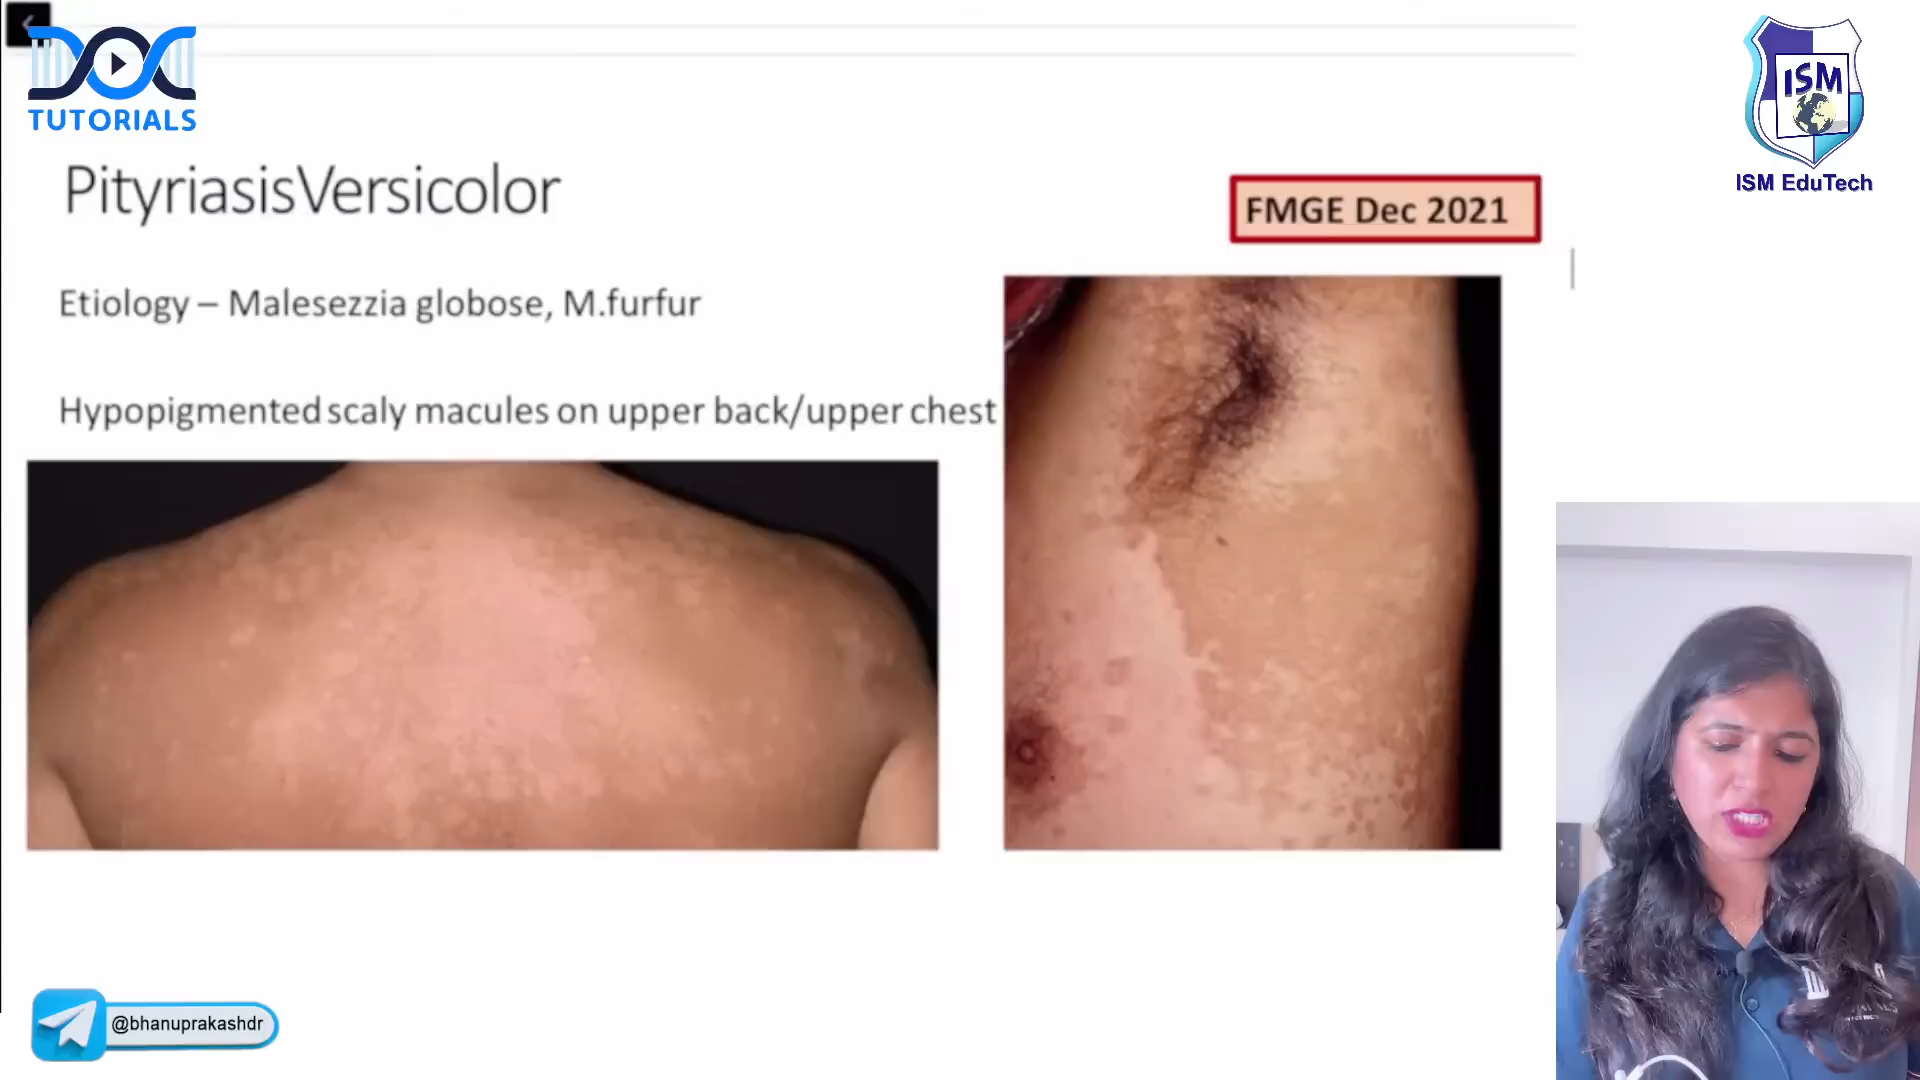 DOC
TUTORIALS
ISM
ISM EduTech
PityriasisVersicolor
FMGE Dec 2021
Etiology – Malesezzia globose, M.furfur
Hypopigmented scaly macules on upper back/upper chest
@bhanuprakashdr